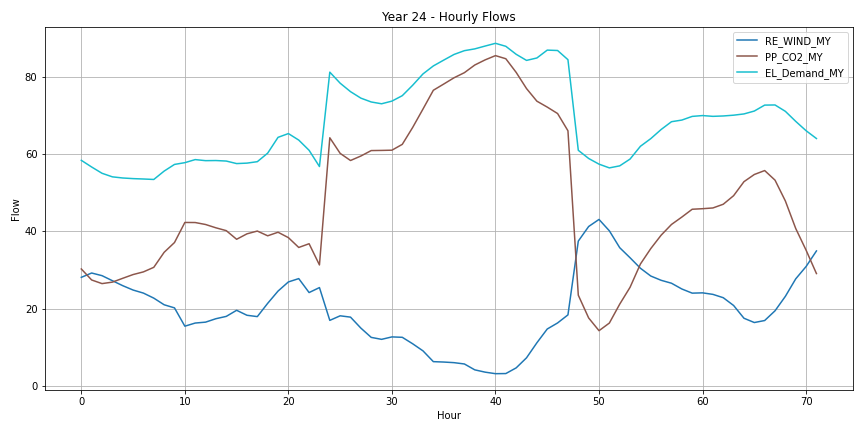 Year 24 - Hourly Flows
RE_WIND_MY
PP_CO2_MY
EL_Demand_MY
Flow
80
60
40
20
0
0 10 20 30 40 50 60 70
Hour